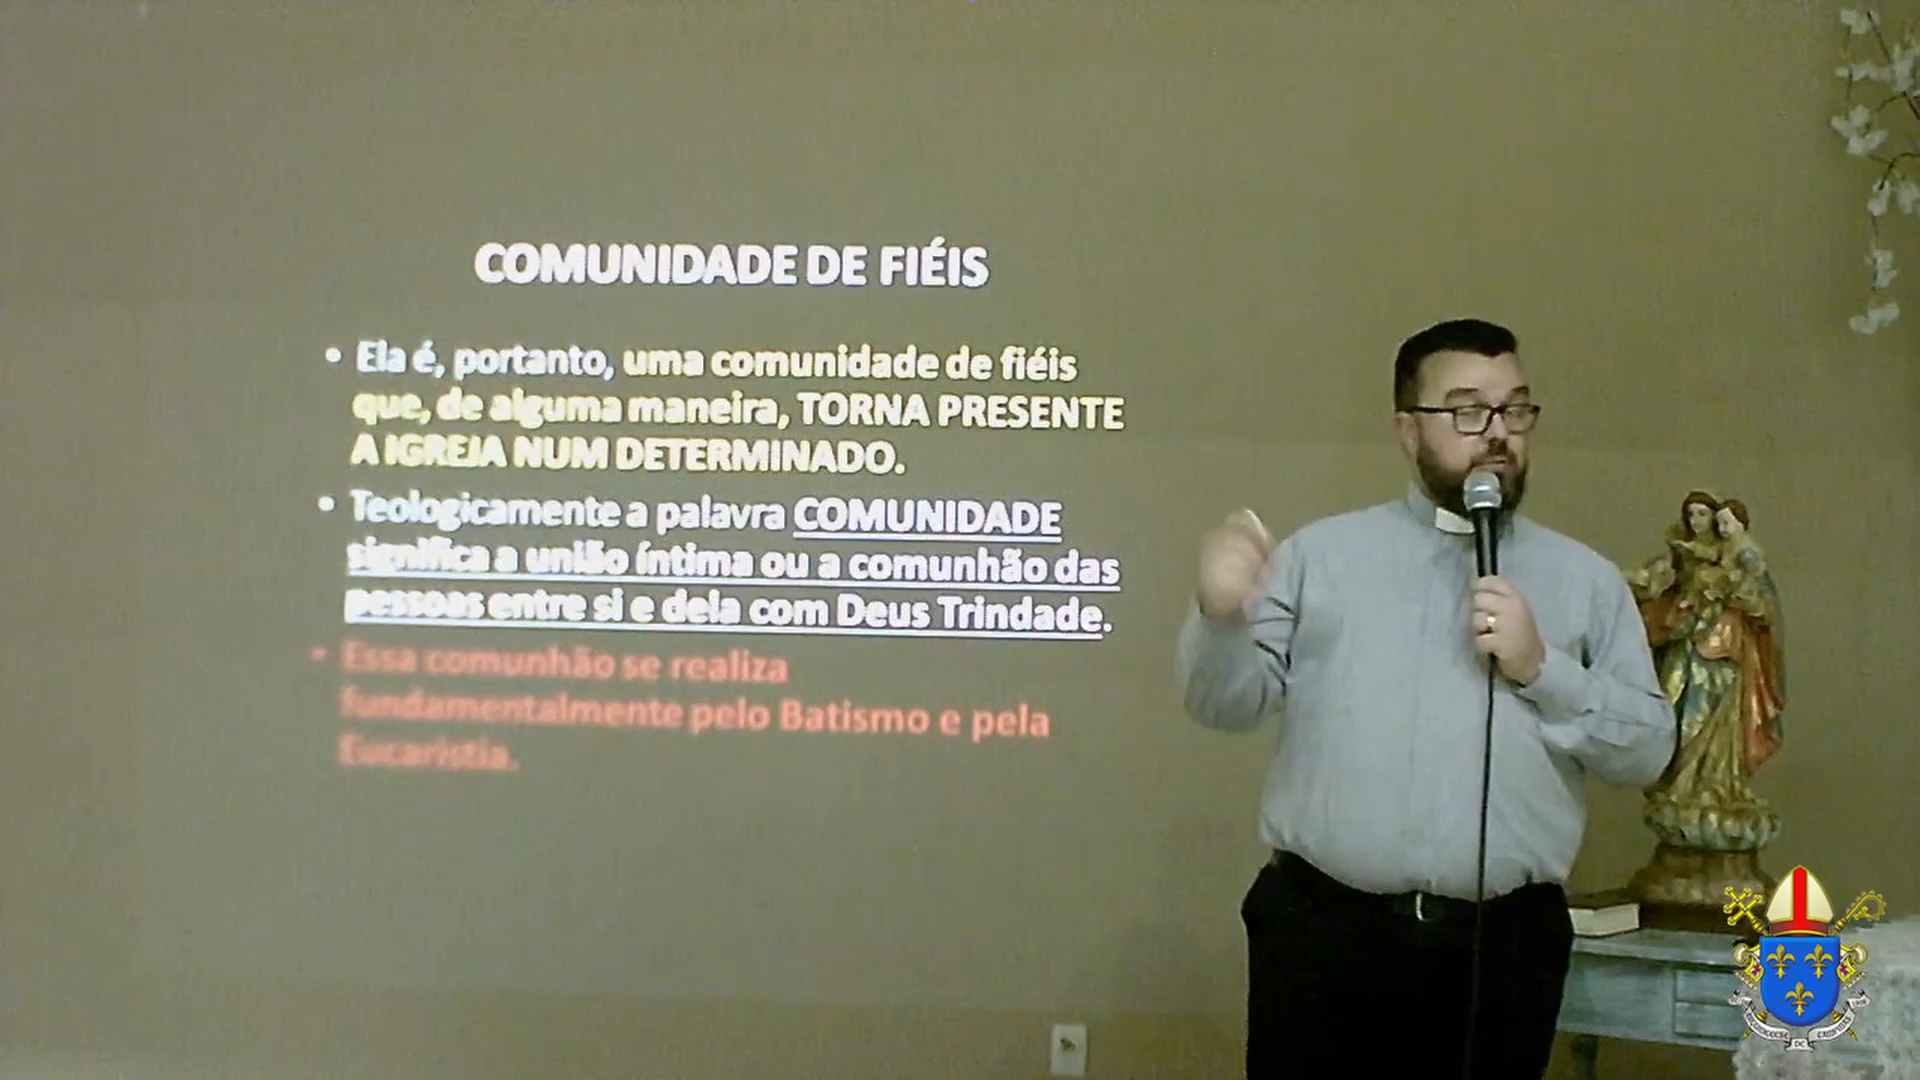 COMUNIDADE DE FIÉIS
• Ela é, portanto, uma comunidade de fiéis
que, de alguma maneira, TORNA PRESENTE
A IGREJA NUM DETERMINADO.
• Teologicamente a palavra COMUNIDADE
significa a união íntima ou a comunhão das
pessoas entre si e dela com Deus Trindade.
• Essa comunhão se realiza
fundamentalmente pelo Batismo e pela
Eucaristia.